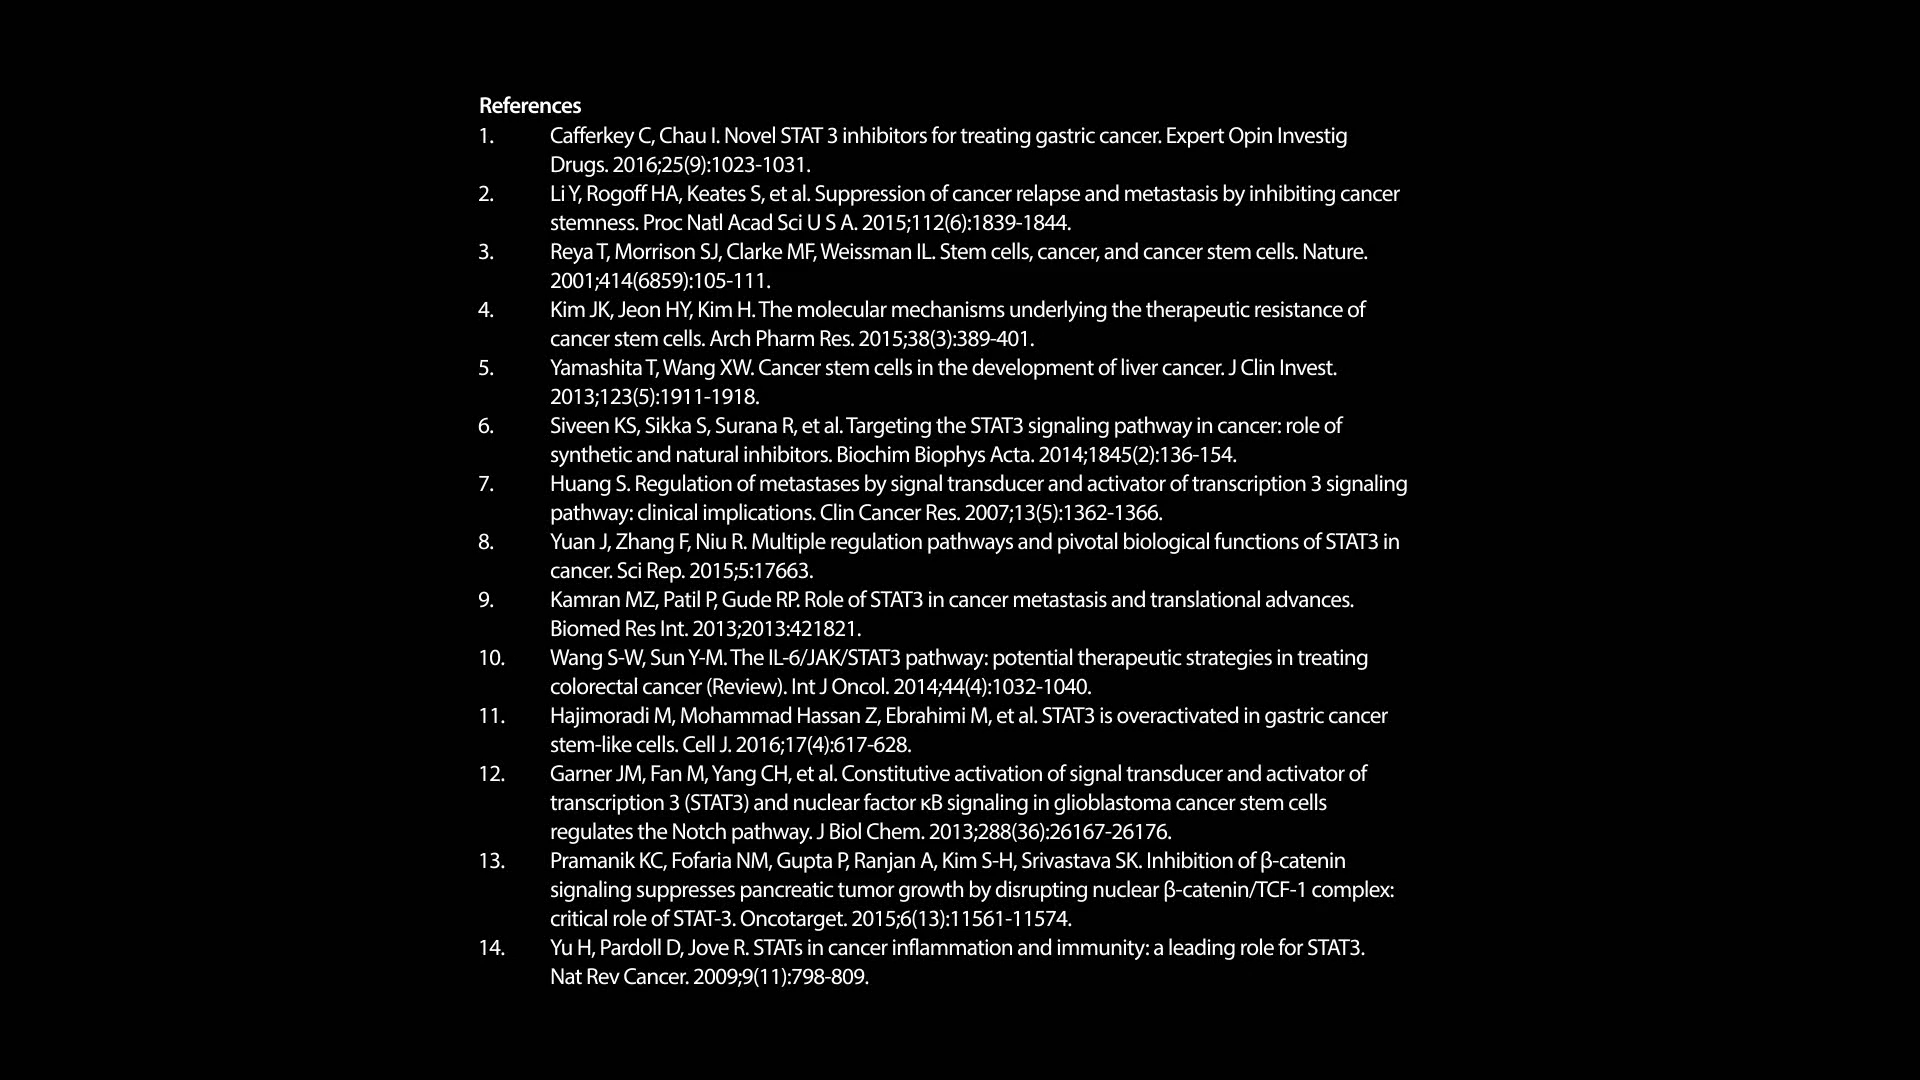 References
1. Cafferkey C, Chau I. Novel STAT 3 inhibitors for treating gastric cancer. Expert Opin Investig
Drugs. 2016;25(9):1023-1031.
2. Li Y, Rogoff HA, Keates S, et al. Suppression of cancer relapse and metastasis by inhibiting cancer
stemness. Proc Natl Acad Sci U S A. 2015;112(6):1839-1844.
3. Reya T, Morrison SJ, Clarke MF, Weissman IL. Stem cells, cancer, and cancer stem cells. Nature.
2001;414(6859):105-111.
4. Kim JK, Jeon HY, Kim H. The molecular mechanisms underlying the therapeutic resistance of
cancer stem cells. Arch Pharm Res. 2015;38(3):389-401.
5. Yamashita T, Wang XW. Cancer stem cells in the development of liver cancer. J Clin Invest.
2013;123(5):1911-1918.
6. Siveen KS, Sikka S, Surana R, et al. Targeting the STAT3 signaling pathway in cancer: role of
synthetic and natural inhibitors. Biochim Biophys Acta. 2014;1845(2):136-154.
7. Huang S. Regulation of metastases by signal transducer and activator of transcription 3 signaling
pathway: clinical implications. Clin Cancer Res. 2007;13(5):1362-1366.
8. Yuan J, Zhang F, Niu R. Multiple regulation pathways and pivotal biological functions of STAT3 in
cancer. Sci Rep. 2015;5:17663.
9. Kamran MZ, Patil P, Gude RP. Role of STAT3 in cancer metastasis and translational advances.
Biomed Res Int. 2013;2013:421821.
10. Wang S-W, Sun Y-M. The IL-6/JAK/STAT3 pathway: potential therapeutic strategies in treating
colorectal cancer (Review). Int J Oncol. 2014;44(4):1032-1040.
11. Hajimoradi M, Mohammad Hassan Z, Ebrahimi M, et al. STAT3 is overactivated in gastric cancer
stem-like cells. Cell J. 2016;17(4):617-628.
12. Garner JM, Fan M, Yang CH, et al. Constitutive activation of signal transducer and activator of
transcription 3 (STAT3) and nuclear factor κB signaling in glioblastoma cancer stem cells
regulates the Notch pathway. J Biol Chem. 2013;288(36):26167-26176.
13. Pramanik KC, Fofaria NM, Gupta P, Ranjan A, Kim S-H, Srivastava SK. Inhibition of β-catenin
signaling suppresses pancreatic tumor growth by disrupting nuclear β-catenin/TCF-1 complex:
critical role of STAT-3. Oncotarget. 2015;6(13):11561-11574.
14. Yu H, Pardoll D, Jove R. STATs in cancer inflammation and immunity: a leading role for STAT3.
Nat Rev Cancer. 2009;9(11):798-809.